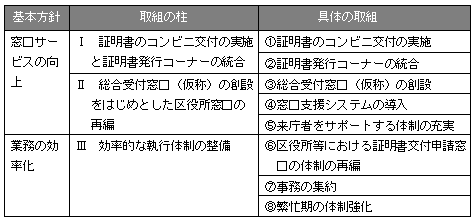 基本方針
取組の柱
具体の取組
窓口サー
ビスの向
上
Ⅰ 証明書のコンビニ交付の実施
と証明書発行コーナーの統合
①証明書のコンビニ交付の実施
②証明書発行コーナーの統合
Ⅱ 総合受付窓口（仮称）の創設
をはじめとした区役所窓口の
再編
③総合受付窓口（仮称）の創設
④窓口支援システムの導入
⑤来庁者をサポートする体制の充実
業務の効
率化
Ⅲ 効率的な執行体制の整備
⑥区役所等における証明書交付申請窓
口の体制の再編
⑦事務の集約
⑧繁忙期の体制強化